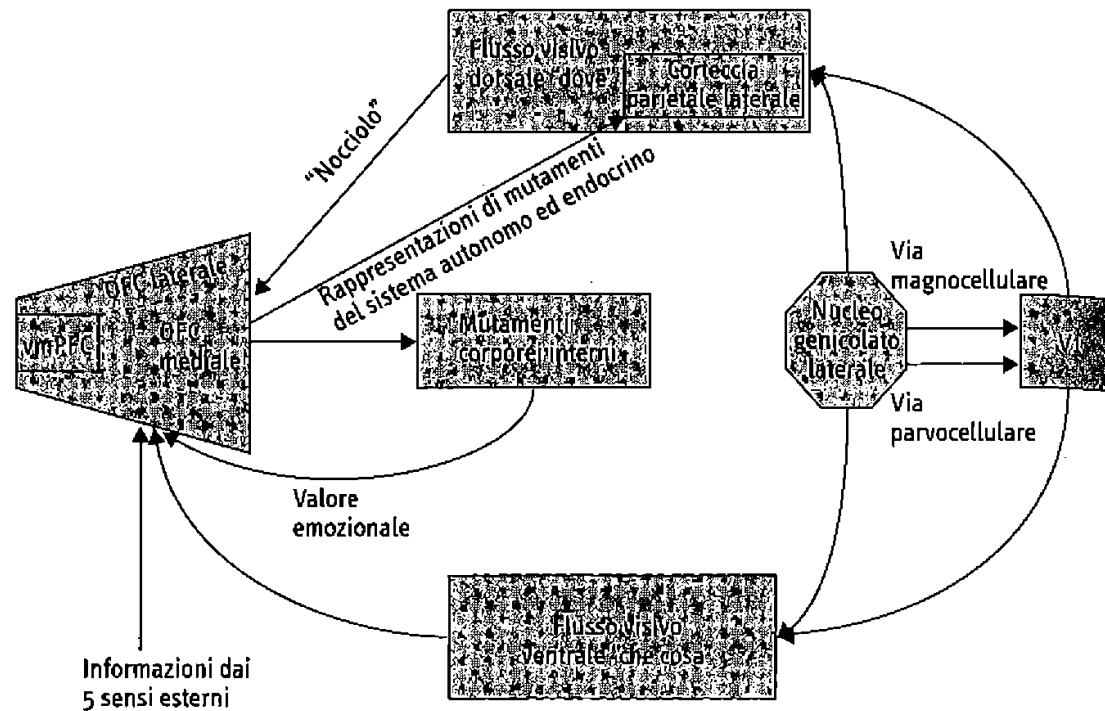 Flusso visivo
dorsale "dove"
Corteccia
parietale laterale
"Nocciolo"
Rappresentazioni di mutamenti
del sistema autonomo ed endocrino
OFC laterale
vmPFC
OFC
mediale
Mutamenti
corporei interni
Via
magnocellulare
Nucleo
genicolato
laterale
V1
Via
parvocellulare
Valore
emozionale
Flusso visivo
ventrale "che cosa"
Informazioni dai
5 sensi esterni